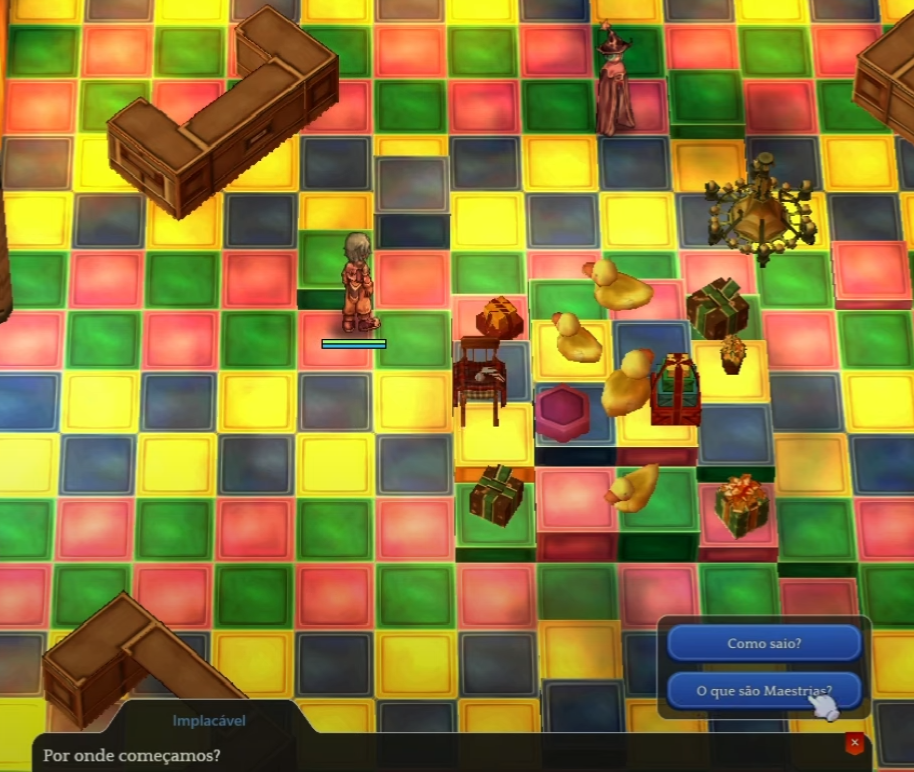 Como saio?
O que são Maestrias?
Implacável
Por onde começamos?